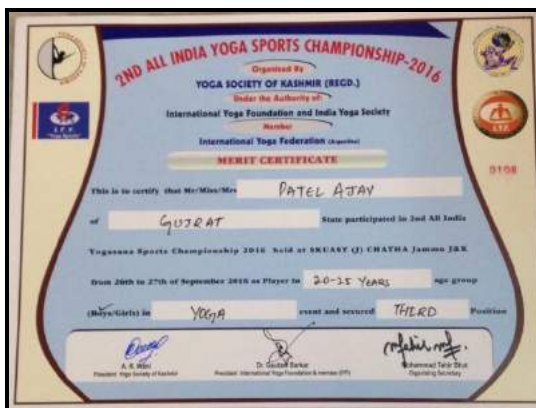 2ND ALL INDIA YOGA SPORTS CHAMPIONSHIP-2016
Organised By
YOGA SOCIETY OF KASHMIR (REGD.)
Under the Authority of:
International Yoga Foundation and India Yoga Society
Member
International Yoga Federation (Argentina)
MERIT CERTIFICATE
0108
This is to certify that Mr/Miss/Mrs PATEL AJAY
of GUJRAT State participated in 2nd All India
Yogasana Sports Championship 2016 held at SKUAST (J) CHATHA Jammu J&K
from 26th to 27th of September 2016 as Player in 20-25 YEARS age group
(Boys/Girls) in YOGA event and secured THIRD Position
Dr. Gautam Sarkar
Mohammad Tahir Bhat
President Yoga Society of Kashmir
President International Yoga Foundation & member (IYF)
Organising Secretary